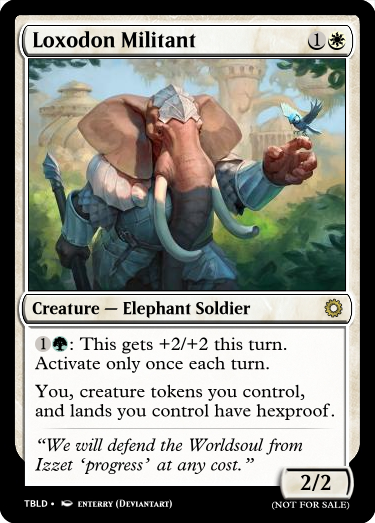 Loxodon Militant 1
Creature — Elephant Soldier
1: This gets +2/+2 this turn.
Activate only once each turn.
You, creature tokens you control,
and lands you control have hexproof.
“We will defend the Worldsoul from
Izzet ‘progress’ at any cost.”
2/2
TBLD • ENTERRY (DEVIANTART)
(NOT FOR SALE)